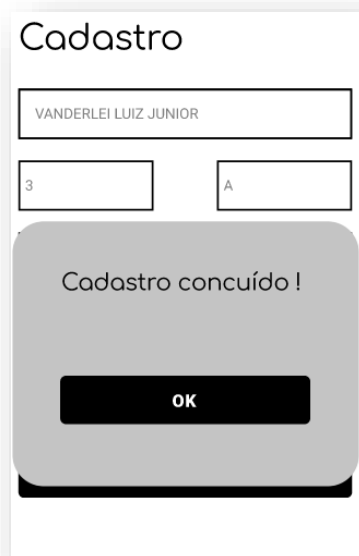 Cadastro
VANDERLEI LUIZ JUNIOR
3
A
Cadastro concuído !
OK